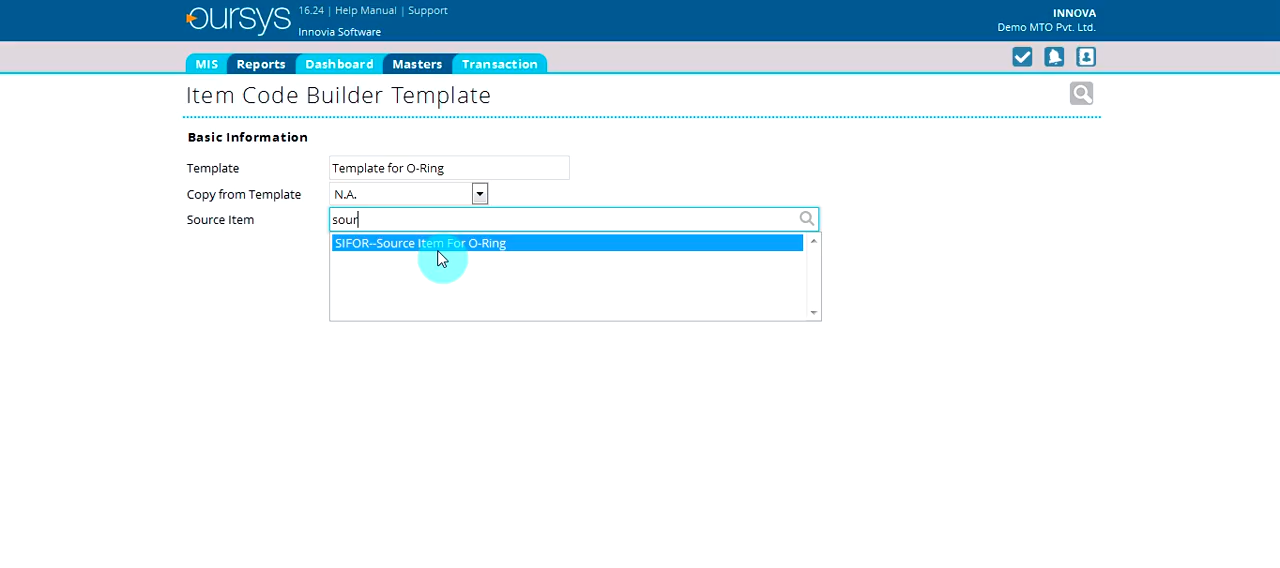 oursys
16.24 | Help Manual | Support
Innovia Software
INNOVA
Demo MTO Pvt. Ltd.
MIS Reports Dashboard Masters Transaction
Item Code Builder Template
Basic Information
Template Template for O-Ring
Copy from Template N.A.
Source Item sour
SIFOR--Source Item For O-Ring